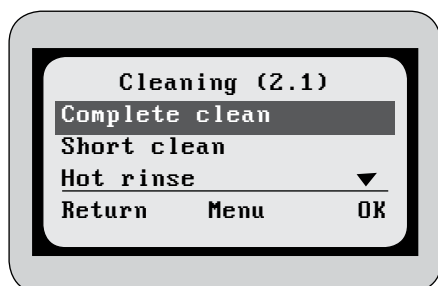 Cleaning (2.1)
Complete clean
Short clean
Hot rinse
Return Menu OK